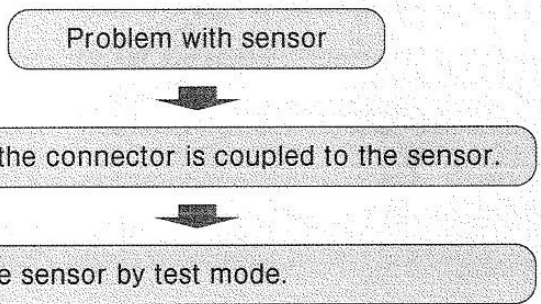 Problem with sensor
the connector is coupled to the sensor.
e sensor by test mode.